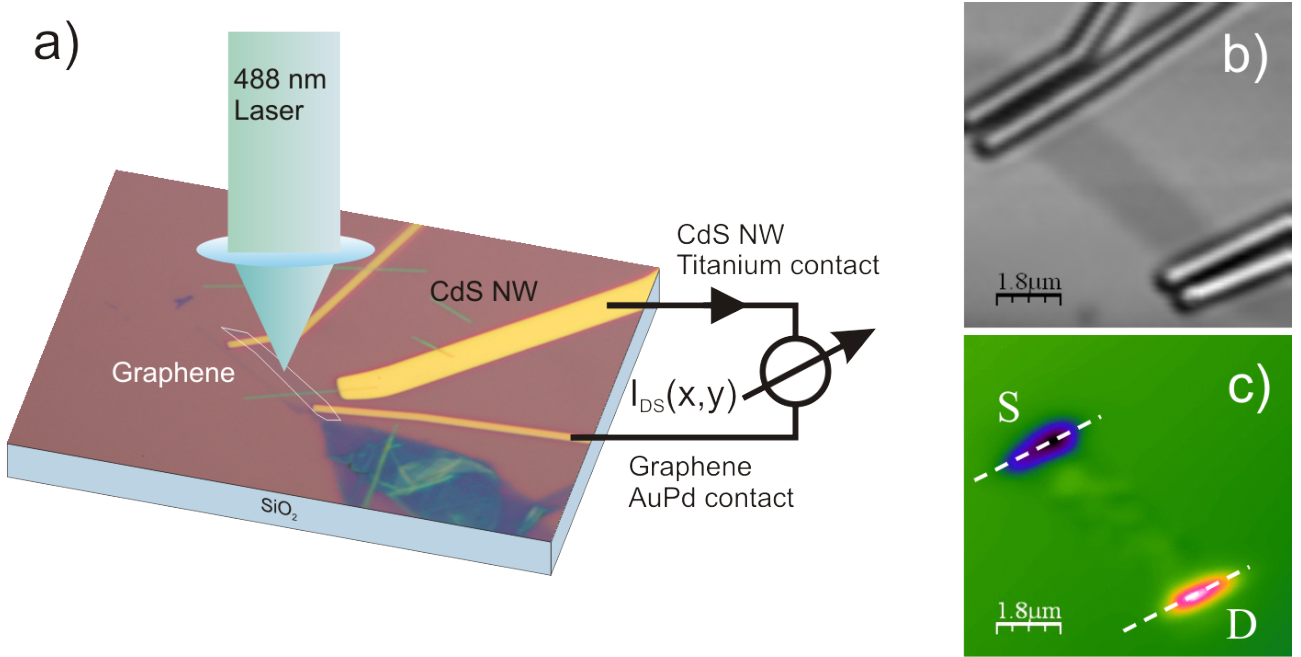 a)
488 nm
Laser
CdS NW
Graphene
SiO₂
CdS NW
Titanium contact
I_DS(x,y)
Graphene
AuPd contact
b)
1.8μm
c)
S
D
1.8μm